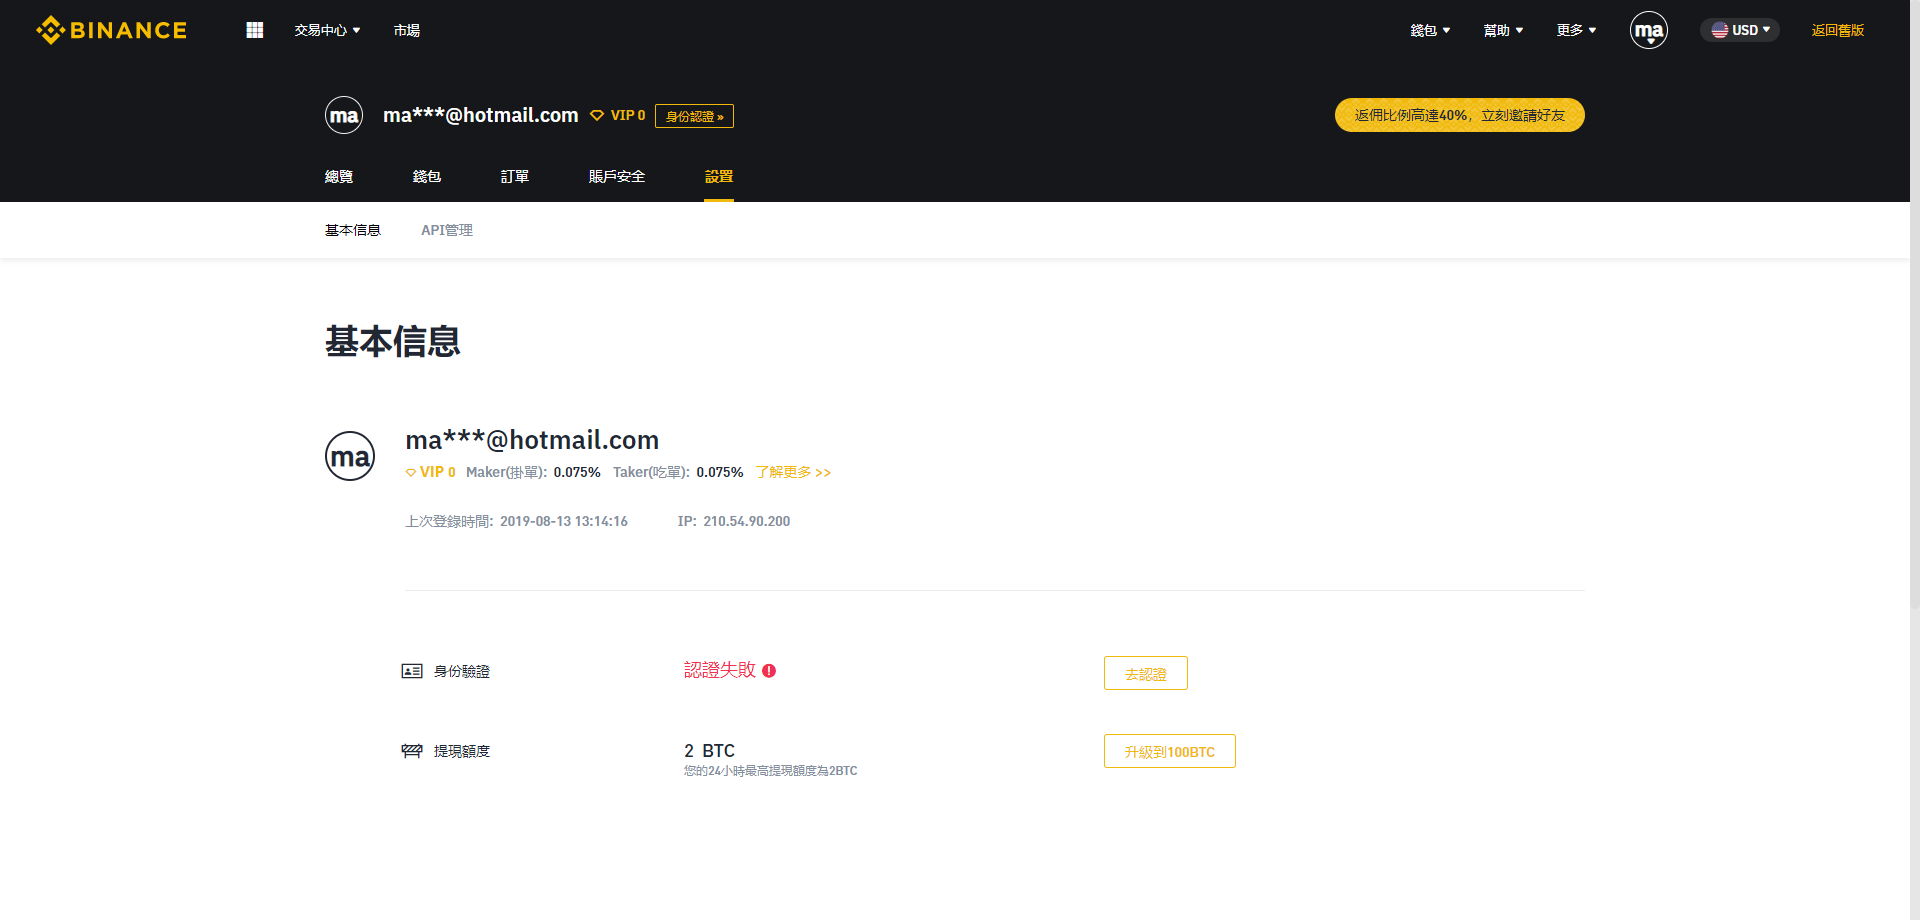 BINANCE 交易中心 市場 錢包 幫助 更多 ma USD 返回舊版
ma ma***@hotmail.com VIP 0 身份認證 » 返佣比例高達40%，立刻邀請好友
總覽 錢包 訂單 賬戶安全 設置
基本信息 API管理
基本信息
ma
ma***@hotmail.com
VIP 0 Maker(掛單): 0.075% Taker(吃單): 0.075% 了解更多 >>
上次登錄時間: 2019-08-13 13:14:16 IP: 210.54.90.200
身份驗證 認證失敗 ! 去認證
提現額度 2 BTC 升級到100BTC
您的24小時最高提現額度為2BTC